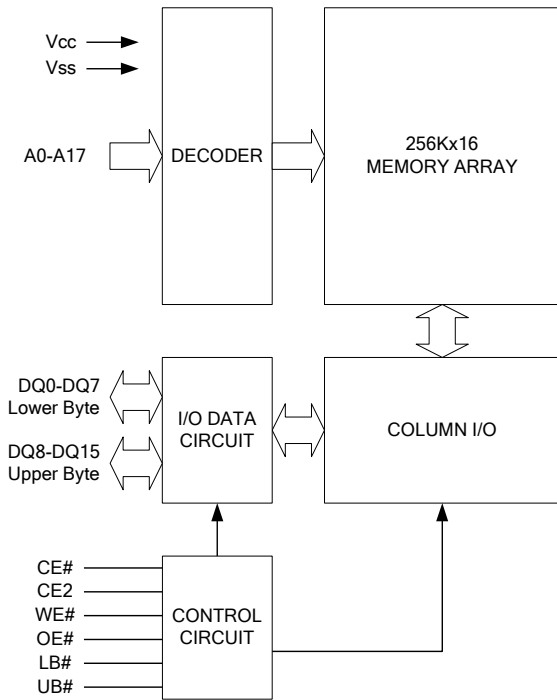 Vcc
Vss
A0-A17
DECODER
256Kx16
MEMORY ARRAY
DQ0-DQ7
Lower Byte
DQ8-DQ15
Upper Byte
I/O DATA
CIRCUIT
COLUMN I/O
CE#
CE2
WE#
OE#
LB#
UB#
CONTROL
CIRCUIT